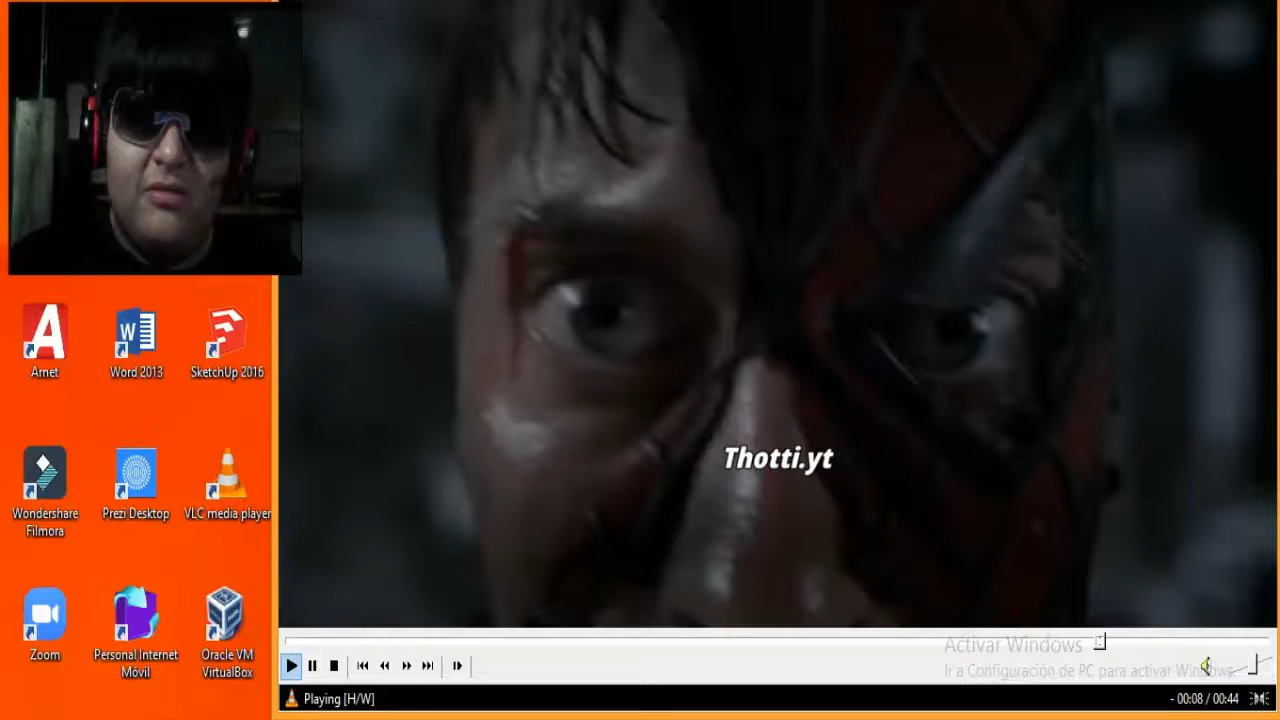 Thotti.yt
Arnet
Word 2013
SketchUp 2016
Wondershare
Filmora
Prezi Desktop
VLC media player
Zoom
Personal Internet
Móvil
Oracle VM
VirtualBox
Activar Windows
Ir a Configuración de PC para activar Windows.
Playing [H/W]
- 00:08 / 00:44